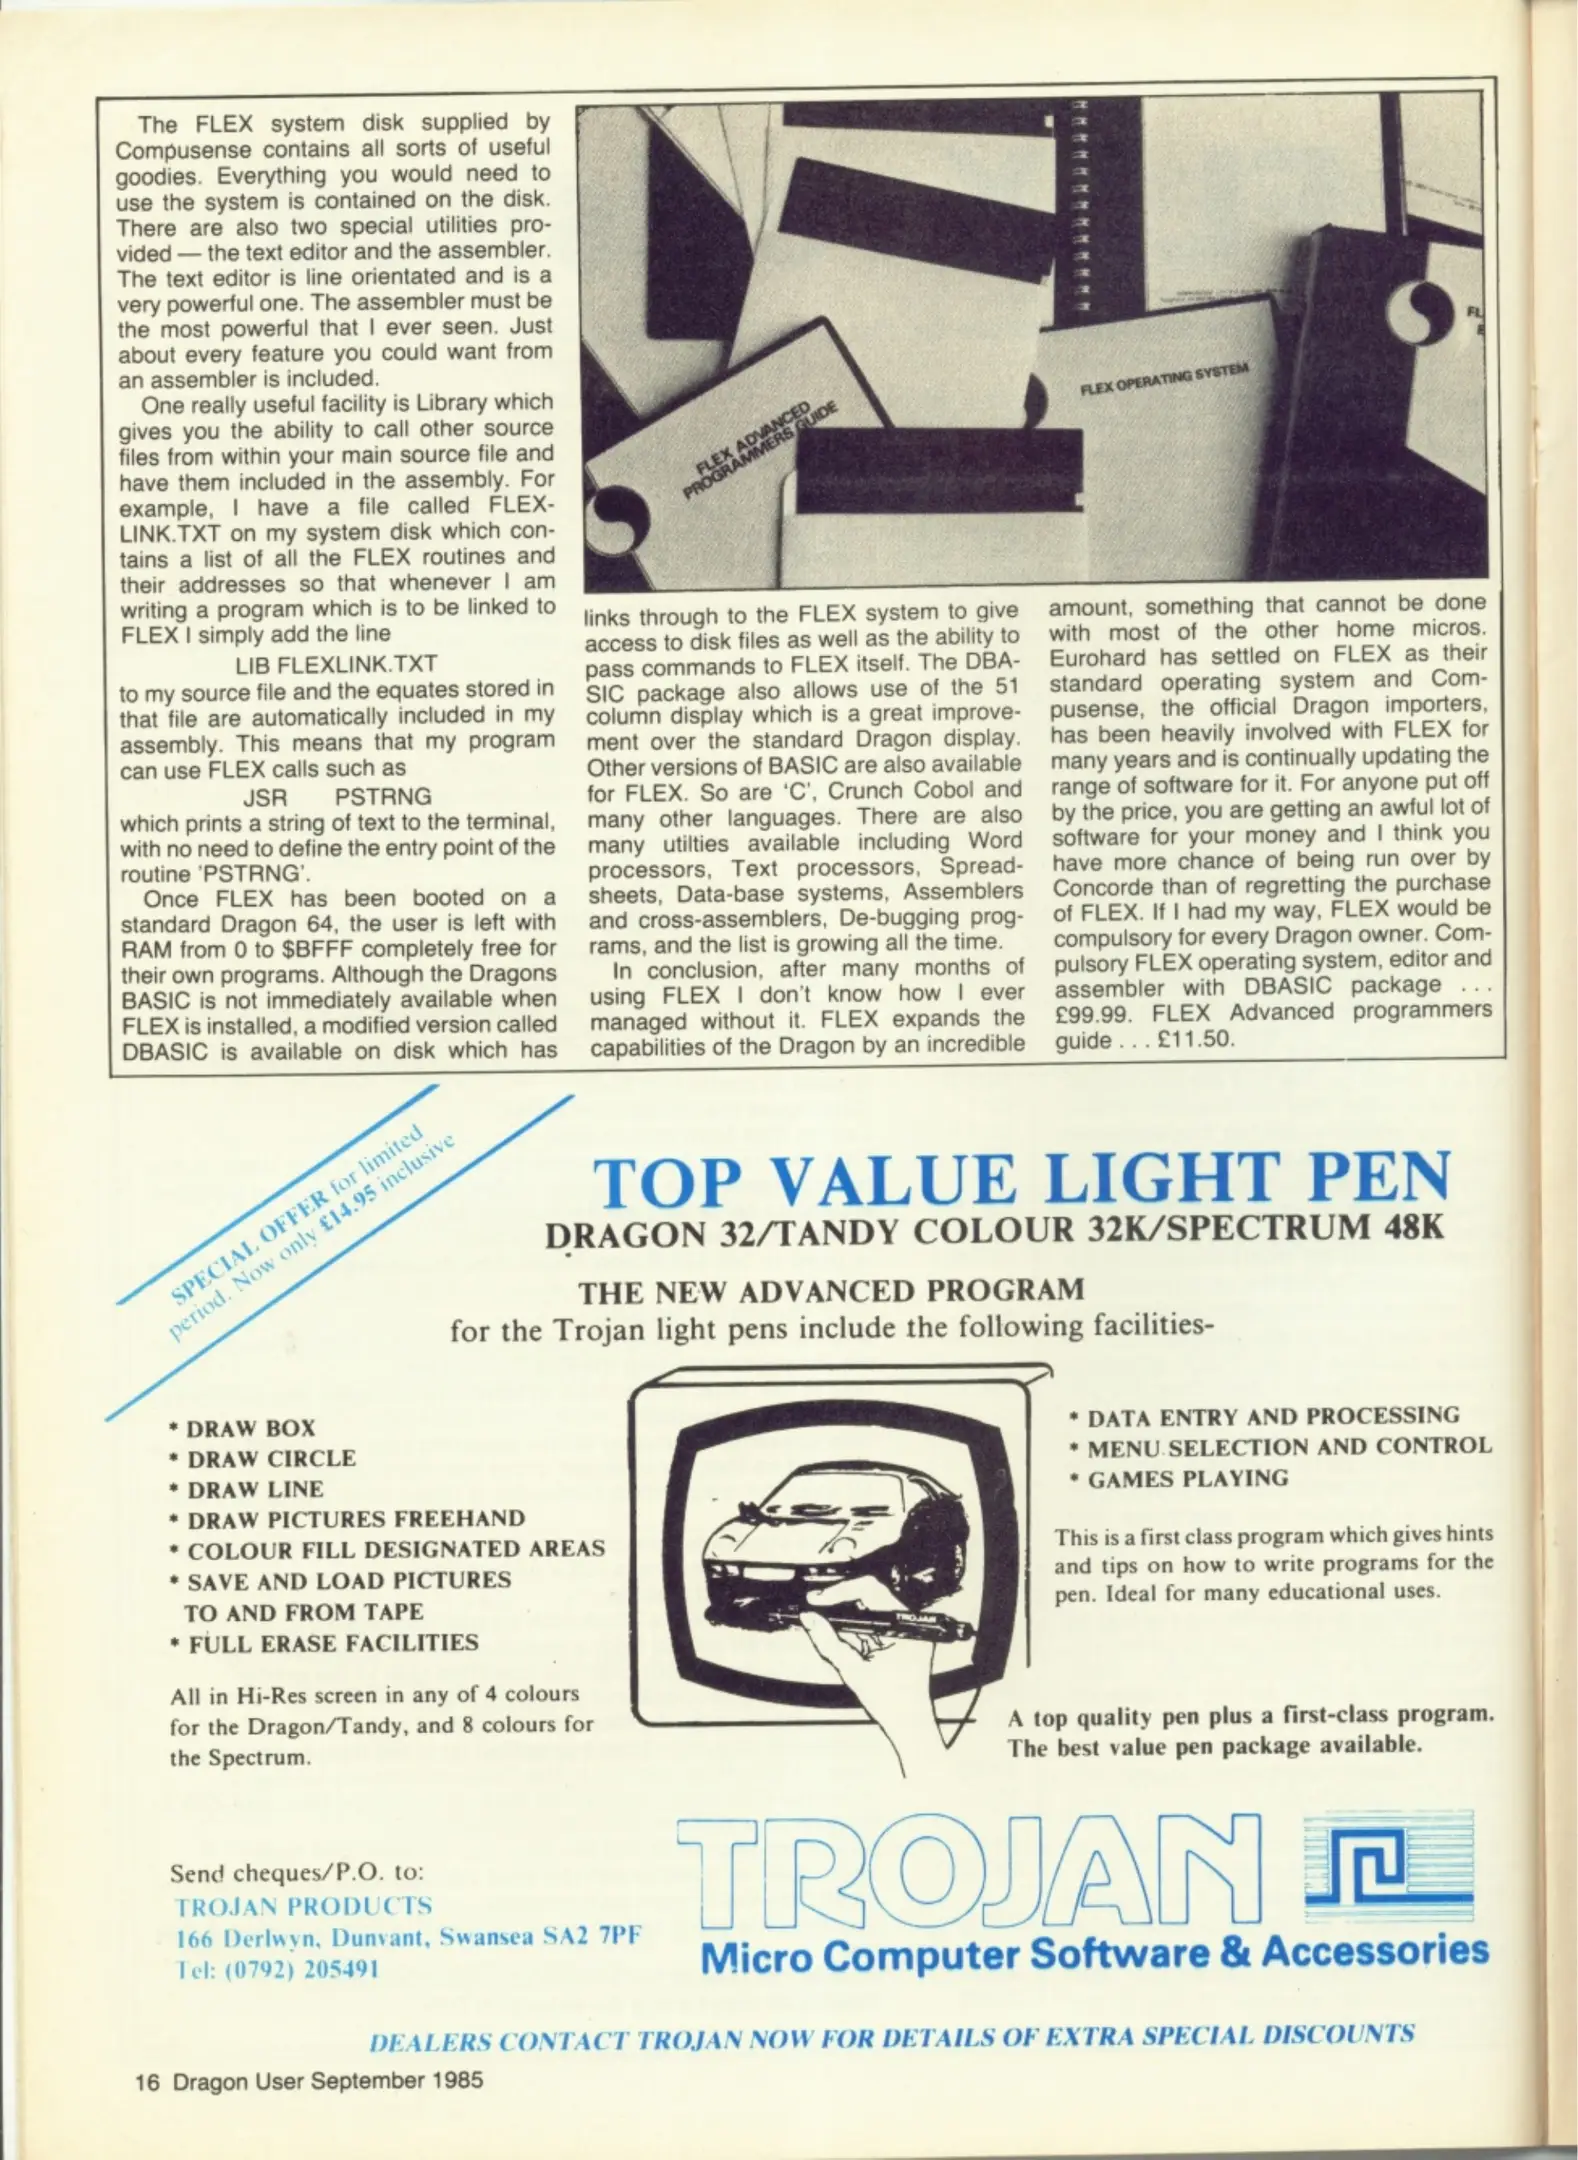 The FLEX system disk supplied by
Compusense contains all sorts of useful
goodies. Everything you would need to
use the system is contained on the disk.
There are also two special utilities pro-
vided — the text editor and the assembler.
The text editor is line orientated and is a
very powerful one. The assembler must be
the most powerful that I ever seen. Just
about every feature you could want from
an assembler is included.
One really useful facility is Library which
gives you the ability to call other source
files from within your main source file and
have them included in the assembly. For
example, I have a file called FLEX-
LINK.TXT on my system disk which con-
tains a list of all the FLEX routines and
their addresses so that whenever I am
writing a program which is to be linked to
FLEX I simply add the line
LIB FLEXLINK.TXT
to my source file and the equates stored in
that file are automatically included in my
assembly. This means that my program
can use FLEX calls such as
JSR PSTRNG
which prints a string of text to the terminal,
with no need to define the entry point of the
routine 'PSTRNG'.
Once FLEX has been booted on a
standard Dragon 64, the user is left with
RAM from 0 to $BFFF completely free for
their own programs. Although the Dragons
BASIC is not immediately available when
FLEX is installed, a modified version called
DBASIC is available on disk which has
FLEX ADVANCED
PROGRAMMERS GUIDE
FLEX OPERATING SYSTEM
FL
links through to the FLEX system to give
access to disk files as well as the ability to
pass commands to FLEX itself. The DBA-
SIC package also allows use of the 51
column display which is a great improve-
ment over the standard Dragon display.
Other versions of BASIC are also available
for FLEX. So are 'C', Crunch Cobol and
many other languages. There are also
many utilties available including Word
processors, Text processors, Spread-
sheets, Data-base systems, Assemblers
and cross-assemblers, De-bugging prog-
rams, and the list is growing all the time.
In conclusion, after many months of
using FLEX I don't know how I ever
managed without it. FLEX expands the
capabilities of the Dragon by an incredible
amount, something that cannot be done
with most of the other home micros.
Eurohard has settled on FLEX as their
standard operating system and Com-
pusense, the official Dragon importers,
has been heavily involved with FLEX for
many years and is continually updating the
range of software for it. For anyone put off
by the price, you are getting an awful lot of
software for your money and I think you
have more chance of being run over by
Concorde than of regretting the purchase
of FLEX. If I had my way, FLEX would be
compulsory for every Dragon owner. Com-
pulsory FLEX operating system, editor and
assembler with DBASIC package ...
£99.99. FLEX Advanced programmers
guide ... £11.50.
SPECIAL OFFER for limited
period. Now only £14.95 inclusive
TOP VALUE LIGHT PEN
DRAGON 32/TANDY COLOUR 32K/SPECTRUM 48K
THE NEW ADVANCED PROGRAM
for the Trojan light pens include the following facilities-
* DRAW BOX
* DRAW CIRCLE
* DRAW LINE
* DRAW PICTURES FREEHAND
* COLOUR FILL DESIGNATED AREAS
* SAVE AND LOAD PICTURES
TO AND FROM TAPE
* FULL ERASE FACILITIES
All in Hi-Res screen in any of 4 colours
for the Dragon/Tandy, and 8 colours for
the Spectrum.
TROJAN
* DATA ENTRY AND PROCESSING
* MENU SELECTION AND CONTROL
* GAMES PLAYING
This is a first class program which gives hints
and tips on how to write programs for the
pen. Ideal for many educational uses.
A top quality pen plus a first-class program.
The best value pen package available.
Send cheques/P.O. to:
TROJAN PRODUCTS
166 Derlwyn, Dunvant, Swansea SA2 7PF
Tel: (0792) 205491
TROJAN
Micro Computer Software & Accessories
DEALERS CONTACT TROJAN NOW FOR DETAILS OF EXTRA SPECIAL DISCOUNTS
16 Dragon User September 1985